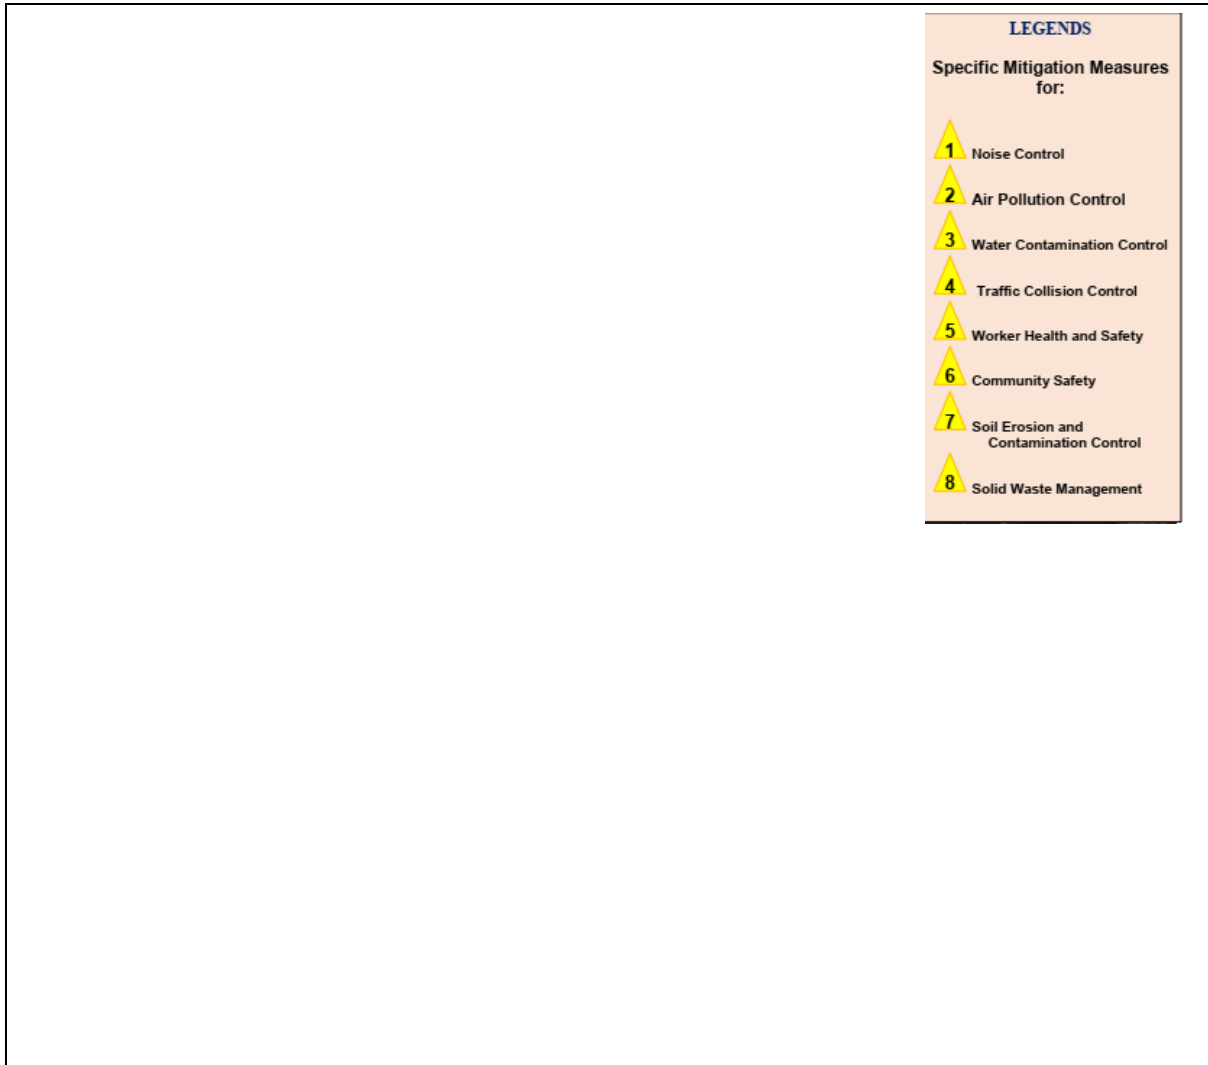 LEGENDS
Specific Mitigation Measures
for:
1 Noise Control
2 Air Pollution Control
3 Water Contamination Control
4 Traffic Collision Control
5 Worker Health and Safety
6 Community Safety
7 Soil Erosion and
Contamination Control
8 Solid Waste Management